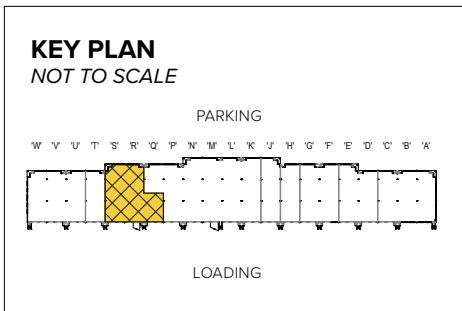 KEY PLAN
NOT TO SCALE
PARKING
'W' 'V' 'U' 'T' 'S' 'R' 'Q' 'P' 'N' 'M' 'L' 'K' 'J' 'H' 'G' 'F' 'E' 'D' 'C' 'B' 'A'
LOADING